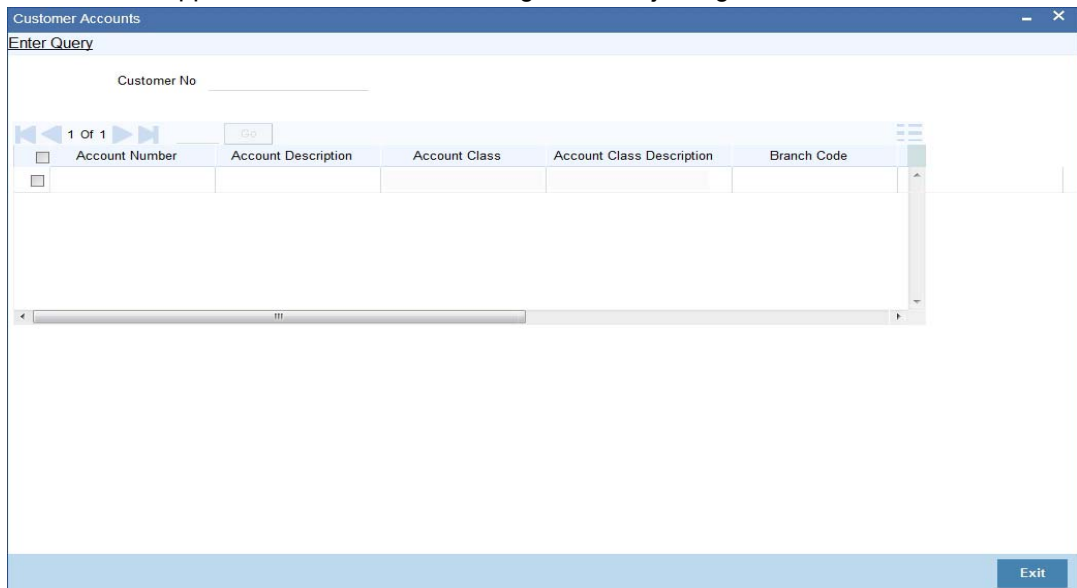 Customer Accounts
Enter Query
Customer No
1 Of 1 Go
Account Number Account Description Account Class Account Class Description Branch Code
Exit